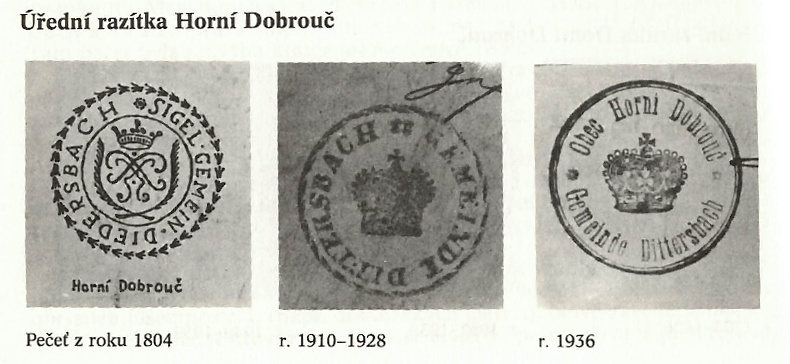 Úřední razítka Horní Dobrouč
SIGEL · GEMEIN · DIEDERSBACH
Horní Dobrouč
Pečeť z roku 1804
GEMEINDE DITTERSBACH
r. 1910–1928
Obec Horní Dobrouč
Gemeinde Dittersbach
r. 1936